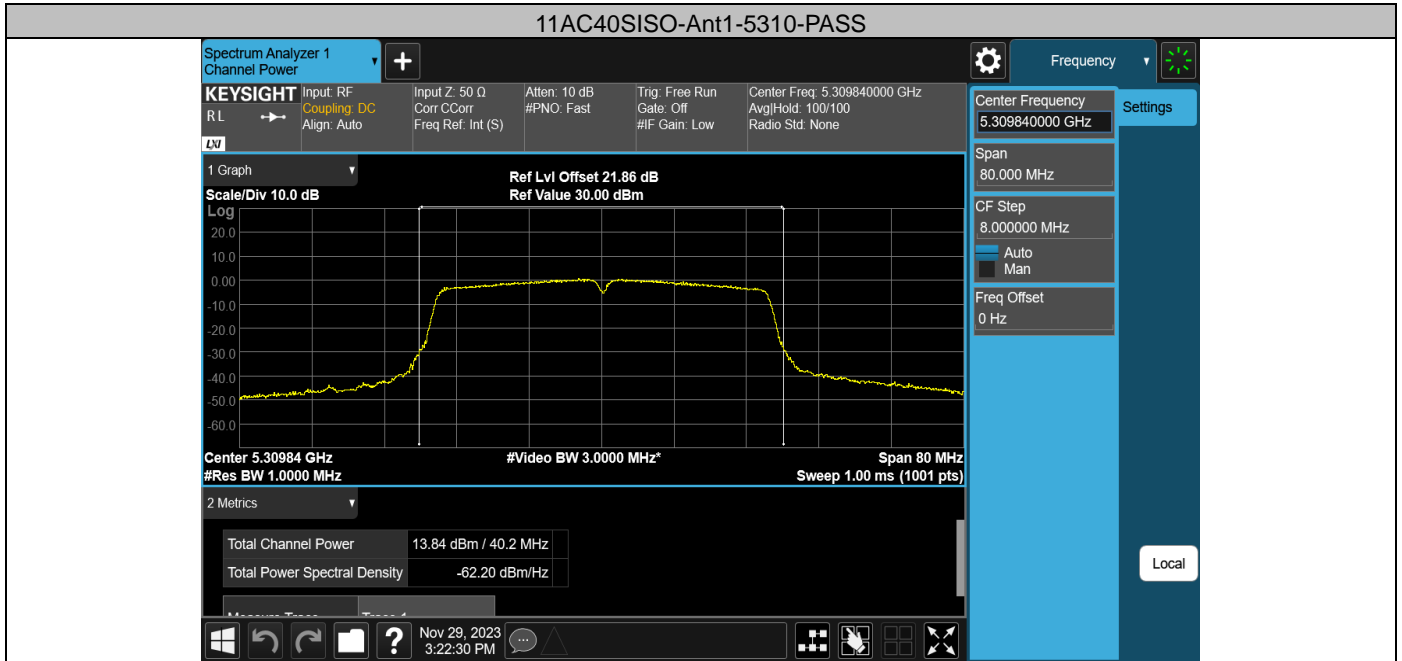 11AC40SISO-Ant1-5310-PASS
Spectrum Analyzer 1
Channel Power
+
Frequency
KEYSIGHT
RL
LXI
Input: RF
Coupling: DC
Align: Auto
Input Z: 50 Ω
Corr CCorr
Freq Ref: Int (S)
Atten: 10 dB
#PNO: Fast
Trig: Free Run
Gate: Off
#IF Gain: Low
Center Freq: 5.309840000 GHz
Avg|Hold: 100/100
Radio Std: None
Center Frequency
5.309840000 GHz
Settings
Span
80.000 MHz
CF Step
8.000000 MHz
Auto
Man
Freq Offset
0 Hz
1 Graph
Scale/Div 10.0 dB
Ref Lvl Offset 21.86 dB
Ref Value 30.00 dBm
Log
20.0
10.0
0.00
-10.0
-20.0
-30.0
-40.0
-50.0
-60.0
Center 5.30984 GHz
#Res BW 1.0000 MHz
#Video BW 3.0000 MHz*
Span 80 MHz
Sweep 1.00 ms (1001 pts)
2 Metrics
Total Channel Power 13.84 dBm / 40.2 MHz
Total Power Spectral Density -62.20 dBm/Hz
Local
?
Nov 29, 2023
3:22:30 PM